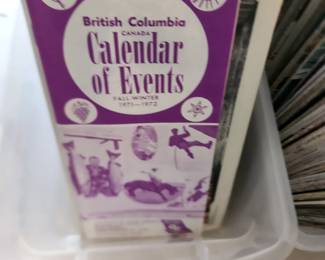 British Columbia
CANADA
Calendar
of Events
FALL-WINTER
1971-1972